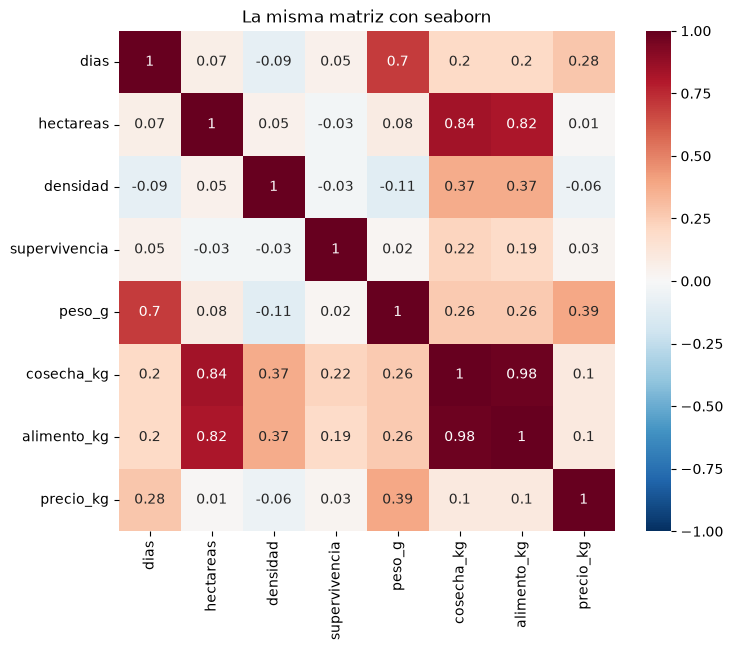 La misma matriz con seaborn
dias 1 0.07 -0.09 0.05 0.7 0.2 0.2 0.28
hectareas 0.07 1 0.05 -0.03 0.08 0.84 0.82 0.01
densidad -0.09 0.05 1 -0.03 -0.11 0.37 0.37 -0.06
supervivencia 0.05 -0.03 -0.03 1 0.02 0.22 0.19 0.03
peso_g 0.7 0.08 -0.11 0.02 1 0.26 0.26 0.39
cosecha_kg 0.2 0.84 0.37 0.22 0.26 1 0.98 0.1
alimento_kg 0.2 0.82 0.37 0.19 0.26 0.98 1 0.1
precio_kg 0.28 0.01 -0.06 0.03 0.39 0.1 0.1 1
dias hectareas densidad supervivencia peso_g cosecha_kg alimento_kg precio_kg
1.00
0.75
0.50
0.25
0.00
−0.25
−0.50
−0.75
−1.00